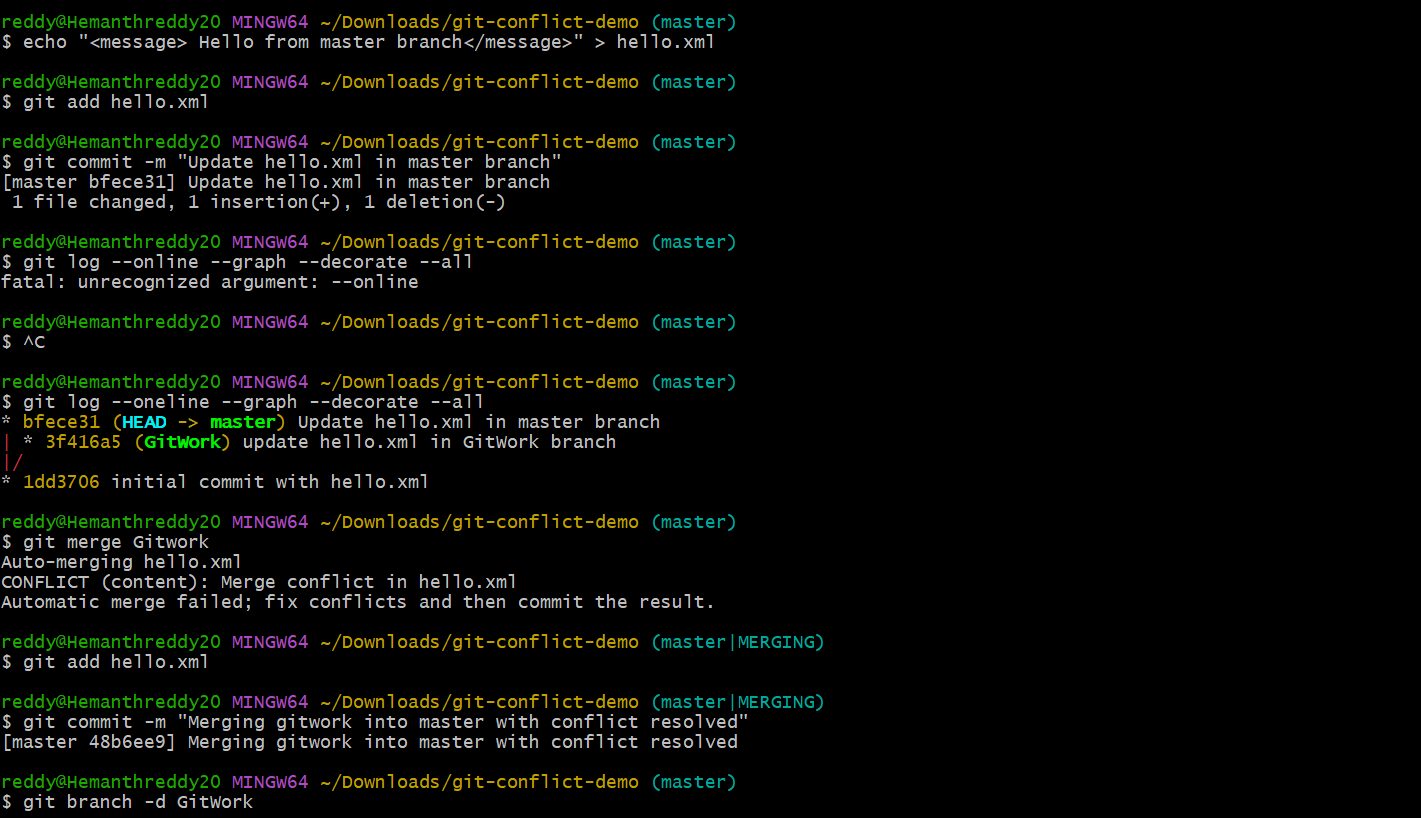 reddy@Hemanthreddy20 MINGW64 ~/Downloads/git-conflict-demo (master)
$ echo "<message> Hello from master branch</message>" > hello.xml
reddy@Hemanthreddy20 MINGW64 ~/Downloads/git-conflict-demo (master)
$ git add hello.xml
reddy@Hemanthreddy20 MINGW64 ~/Downloads/git-conflict-demo (master)
$ git commit -m "Update hello.xml in master branch"
[master bfece31] Update hello.xml in master branch
 1 file changed, 1 insertion(+), 1 deletion(-)
reddy@Hemanthreddy20 MINGW64 ~/Downloads/git-conflict-demo (master)
$ git log --online --graph --decorate --all
fatal: unrecognized argument: --online
reddy@Hemanthreddy20 MINGW64 ~/Downloads/git-conflict-demo (master)
$ ^C
reddy@Hemanthreddy20 MINGW64 ~/Downloads/git-conflict-demo (master)
$ git log --oneline --graph --decorate --all
* bfece31 (HEAD -> master) Update hello.xml in master branch
| * 3f416a5 (GitWork) update hello.xml in GitWork branch
|/
* 1dd3706 initial commit with hello.xml
reddy@Hemanthreddy20 MINGW64 ~/Downloads/git-conflict-demo (master)
$ git merge Gitwork
Auto-merging hello.xml
CONFLICT (content): Merge conflict in hello.xml
Automatic merge failed; fix conflicts and then commit the result.
reddy@Hemanthreddy20 MINGW64 ~/Downloads/git-conflict-demo (master|MERGING)
$ git add hello.xml
reddy@Hemanthreddy20 MINGW64 ~/Downloads/git-conflict-demo (master|MERGING)
$ git commit -m "Merging gitwork into master with conflict resolved"
[master 48b6ee9] Merging gitwork into master with conflict resolved
reddy@Hemanthreddy20 MINGW64 ~/Downloads/git-conflict-demo (master)
$ git branch -d GitWork